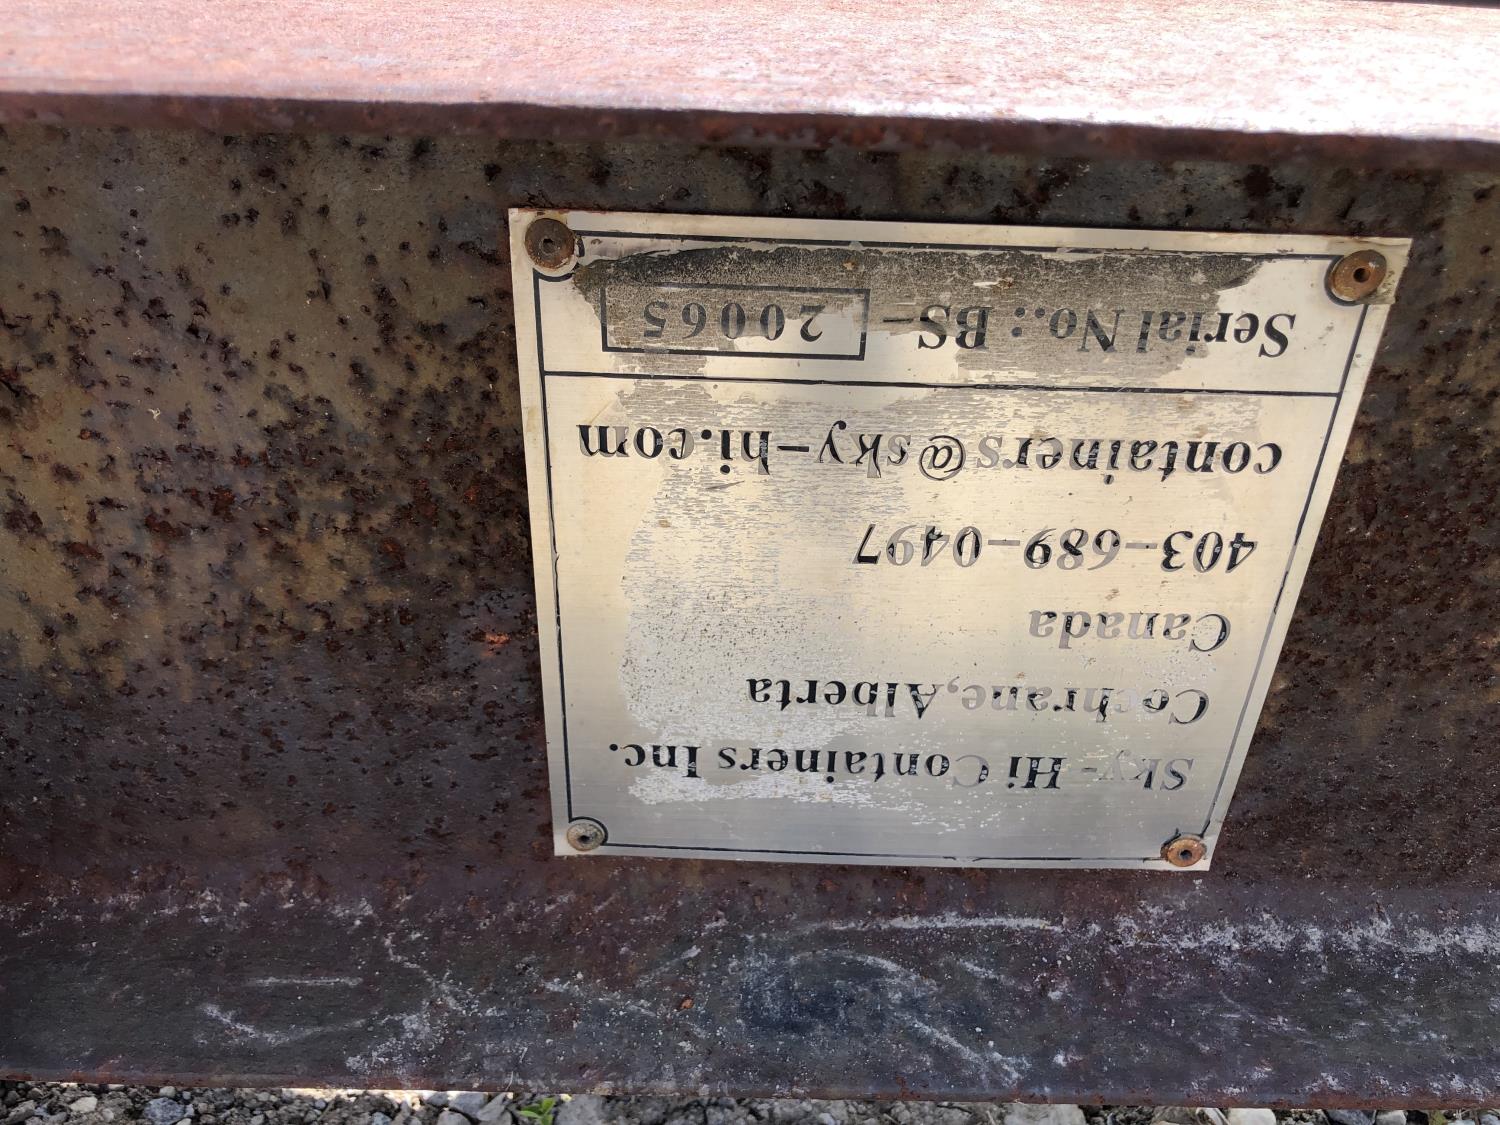 Sky-Hi Containers Inc.
Cochrane, Alberta
Canada
403-689-0497
containers@sky-hi.com
Serial No.: BS- 20065